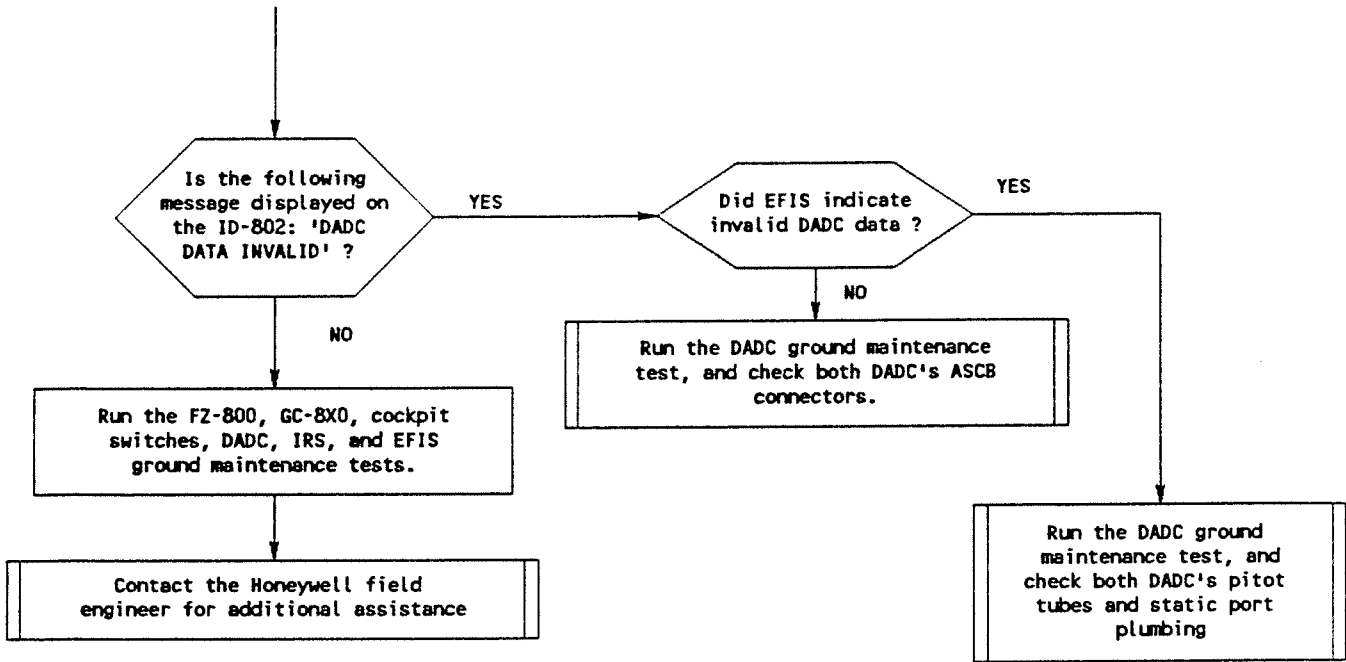 Is the following
message displayed on
the ID-802: 'DADC
DATA INVALID' ?
YES
Did EFIS indicate
invalid DADC data ?
YES
NO
NO
Run the DADC ground maintenance
test, and check both DADC's ASCB
connectors.
Run the FZ-800, GC-8X0, cockpit
switches, DADC, IRS, and EFIS
ground maintenance tests.
Contact the Honeywell field
engineer for additional assistance
Run the DADC ground
maintenance test, and
check both DADC's pitot
tubes and static port
plumbing